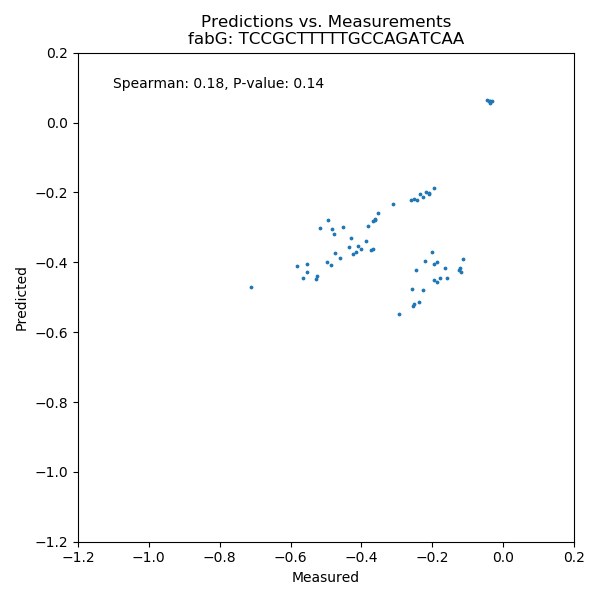 Predictions vs. Measurements
fabG: TCCGCTTTTTGCCAGATCAA
Spearman: 0.18, P-value: 0.14
0.2
0.0
−0.2
−0.4
−0.6
−0.8
−1.0
−1.2
Predicted
−1.2 −1.0 −0.8 −0.6 −0.4 −0.2 0.0 0.2
Measured